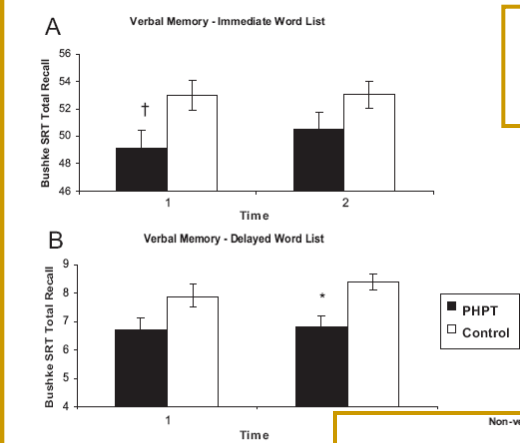 A
Verbal Memory - Immediate Word List
Bushke SRT Total Recall
56
54
52
50
48
46
†
1
2
Time
B
Verbal Memory - Delayed Word List
Bushke SRT Total Recall
9
8
7
6
5
4
*
1
Time
PHPT
Control
Non-ve